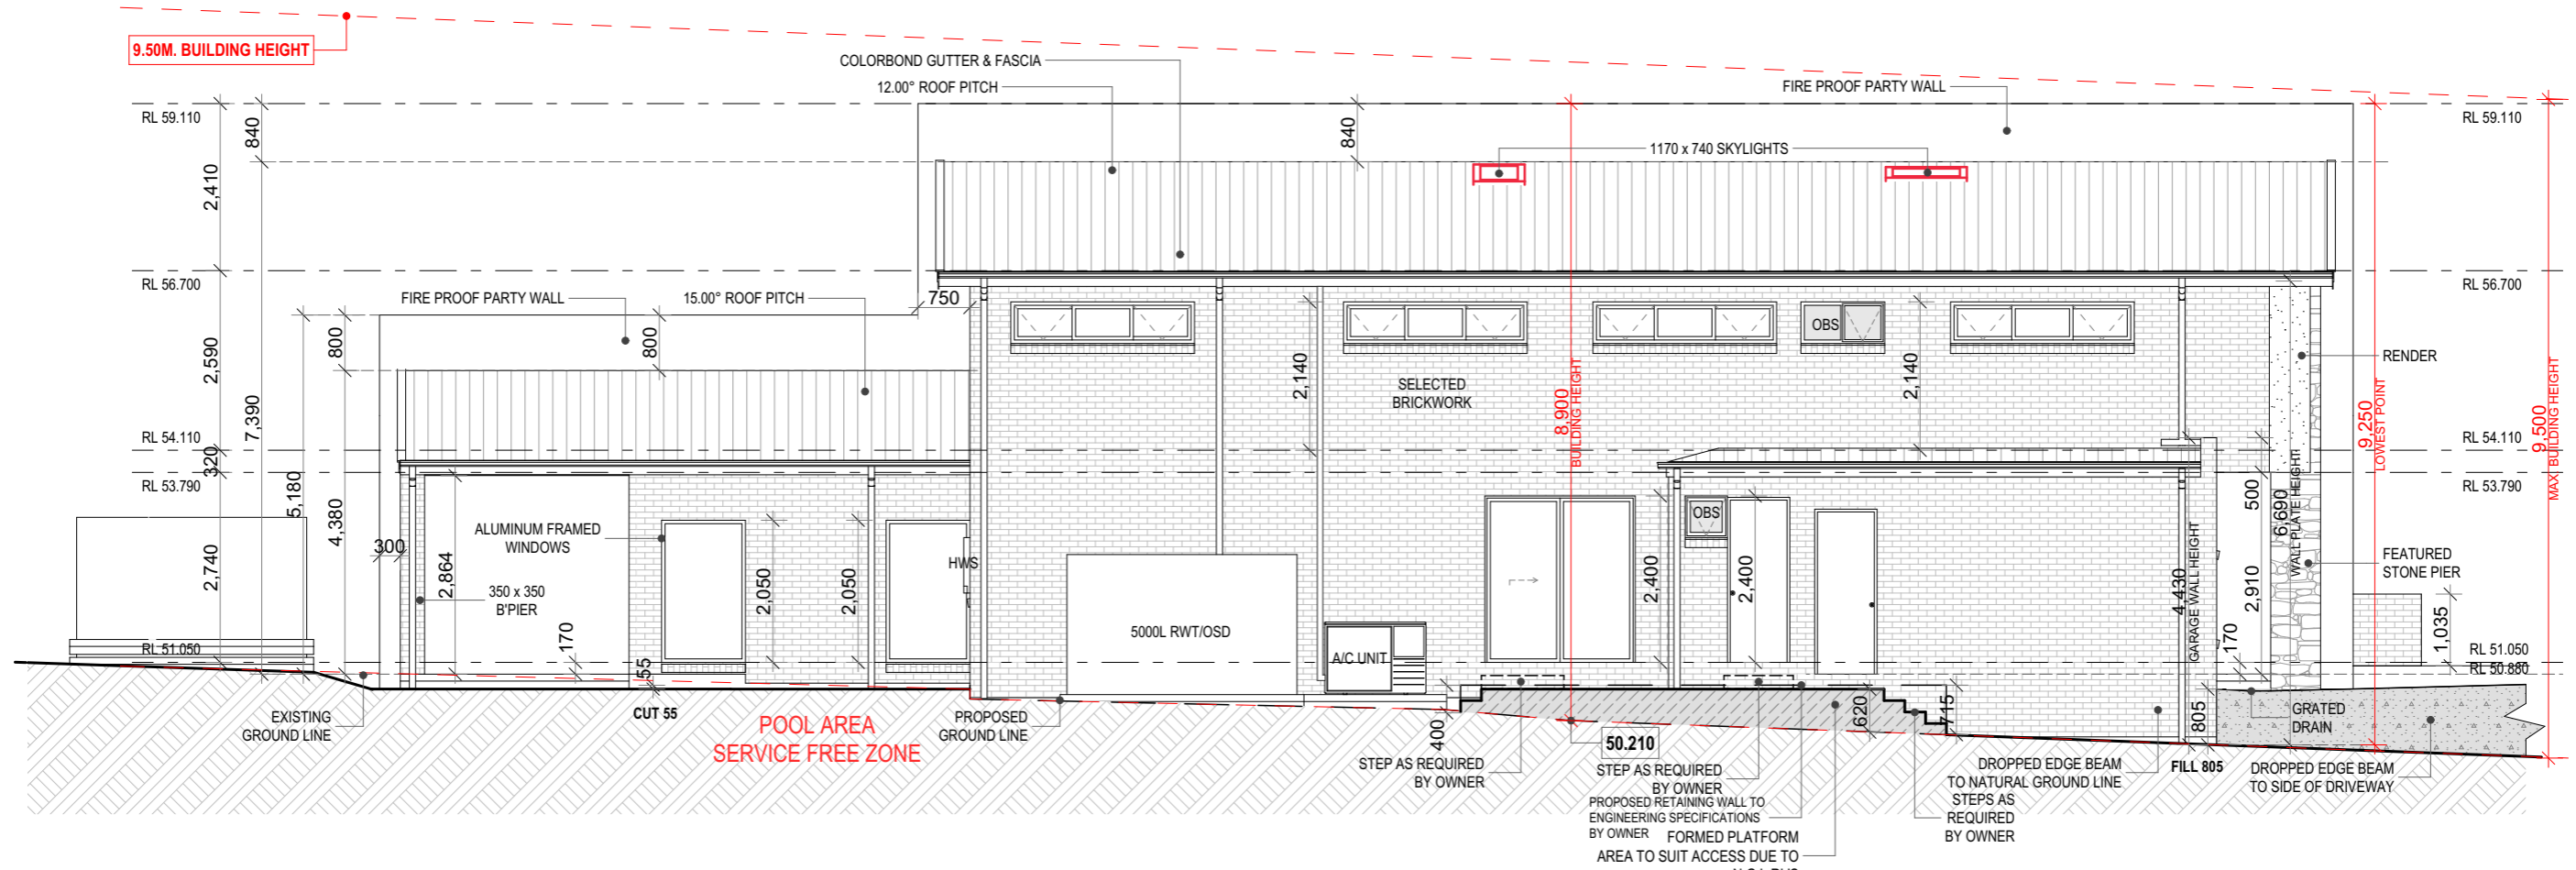 9.50M. BUILDING HEIGHT
COLORBOND GUTTER & FASCIA
12.00° ROOF PITCH
FIRE PROOF PARTY WALL
RL 59.110
840
840
RL 59.110
1170 x 740 SKYLIGHTS
2,410
RL 56.700
RL 56.700
FIRE PROOF PARTY WALL
15.00° ROOF PITCH
750
OBS
800
800
2,590
2,140
2,140
RENDER
SELECTED
BRICKWORK
8,900
BUILDING HEIGHT
9,250
LOWEST POINT
9,500
MAX BUILDING HEIGHT
7,390
RL 54.110
RL 54.110
320
RL 53.790
RL 53.790
5,180
4,380
500
6,690
WALL PLATE HEIGHT
ALUMINUM FRAMED
WINDOWS
OBS
300
2,864
HWS
2,740
2,050
2,050
2,400
2,400
4,430
GARAGE WALL HEIGHT
2,910
FEATURED
STONE PIER
350 x 350
B'PIER
5000L RWT/OSD
1,035
170
170
A/C UNIT
RL 51.050
RL 51.050
RL 50.880
55
CUT 55
EXISTING
GROUND LINE
POOL AREA
SERVICE FREE ZONE
PROPOSED
GROUND LINE
400
620
715
805
GRATED
DRAIN
50.210
STEP AS REQUIRED
BY OWNER
STEP AS REQUIRED
BY OWNER
DROPPED EDGE BEAM
TO NATURAL GROUND LINE
FILL 805
DROPPED EDGE BEAM
TO SIDE OF DRIVEWAY
PROPOSED RETAINING WALL TO
ENGINEERING SPECIFICATIONS
BY OWNER
STEPS AS
REQUIRED
BY OWNER
FORMED PLATFORM
AREA TO SUIT ACCESS DUE TO